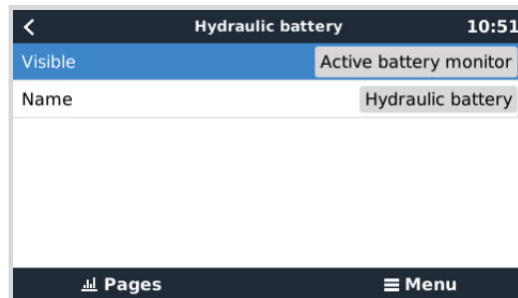 Hydraulic battery 10:51
Visible Active battery monitor
Name Hydraulic battery
Pages Menu